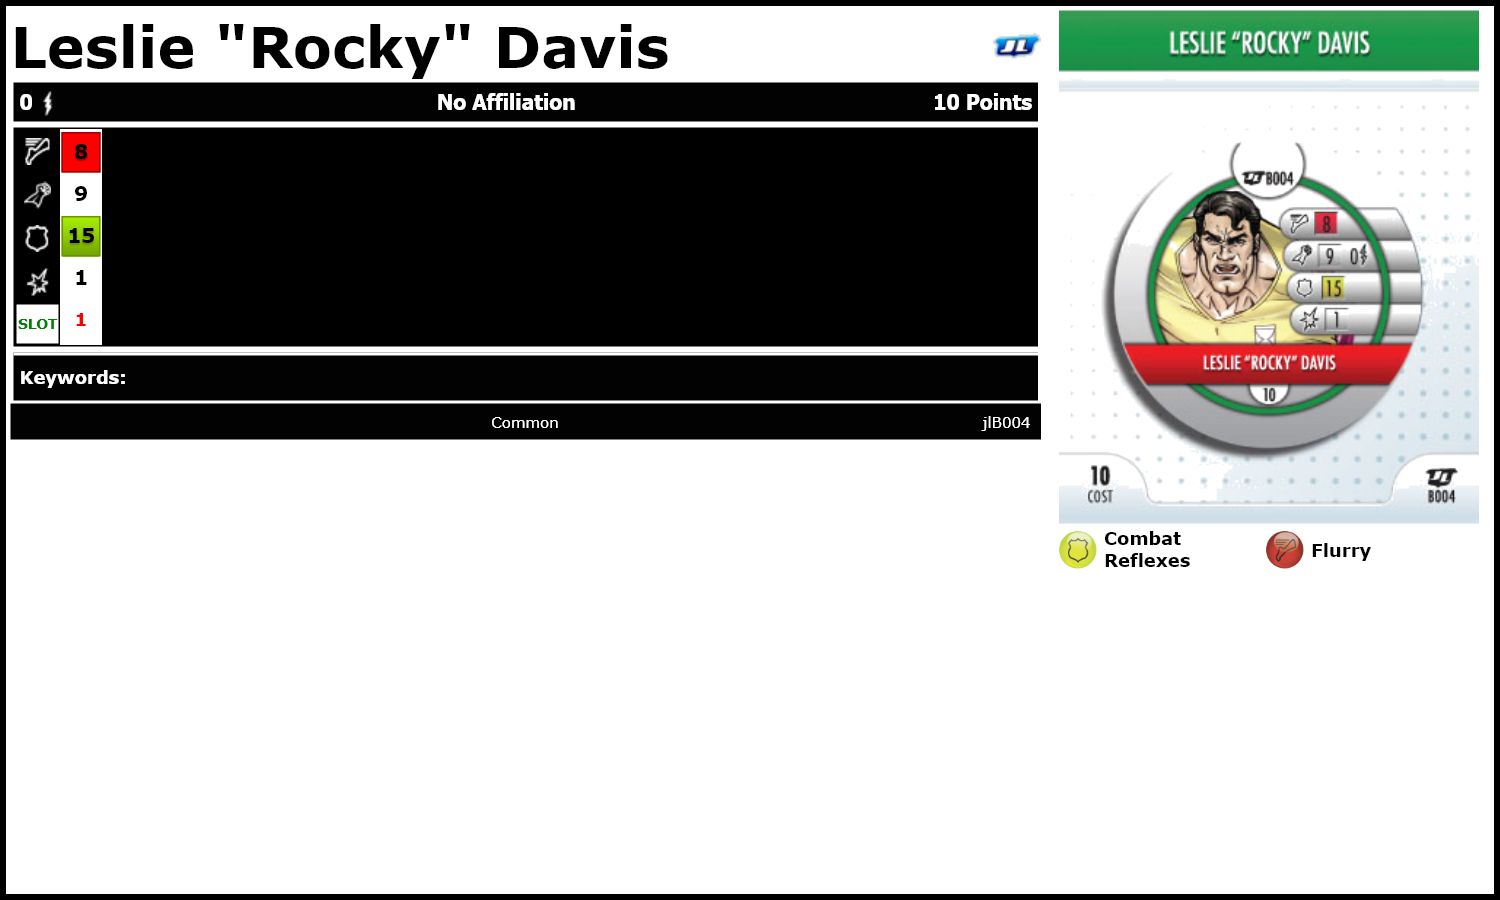 Leslie "Rocky" Davis
JL
0 No Affiliation 10 Points
8
9
15
1
SLOT 1
Keywords:
Common jlB004
LESLIE “ROCKY” DAVIS
B004
8
9 0
15
1
LESLIE “ROCKY” DAVIS
10
10
COST
B004
Combat
Reflexes
Flurry